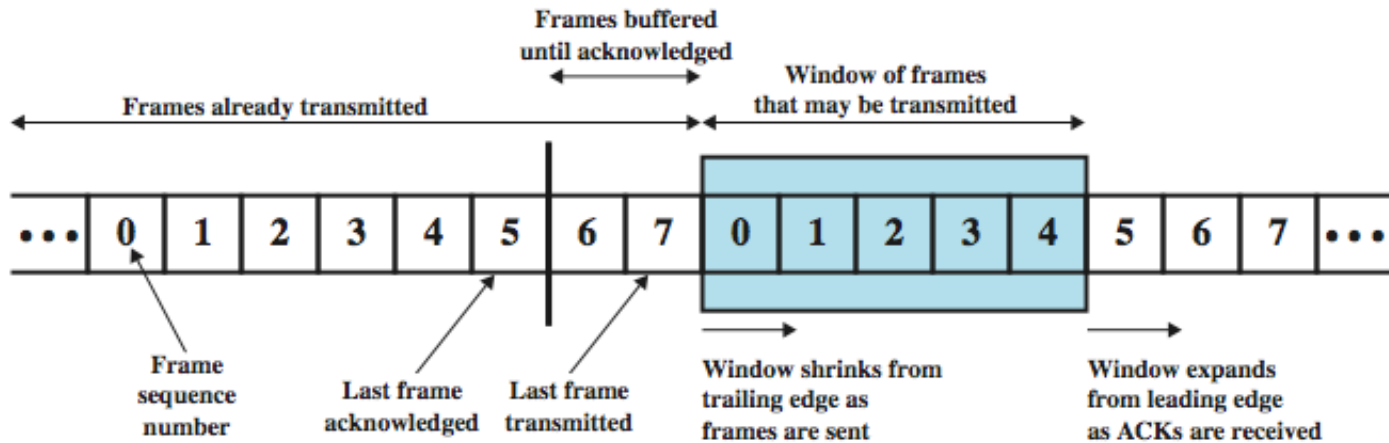 Frames buffered
until acknowledged
Window of frames
that may be transmitted
Frames already transmitted
••• 0 1 2 3 4 5 6 7 0 1 2 3 4 5 6 7 •••
Frame
sequence
number
Last frame
acknowledged
Last frame
transmitted
Window shrinks from
trailing edge as
frames are sent
Window expands
from leading edge
as ACKs are received